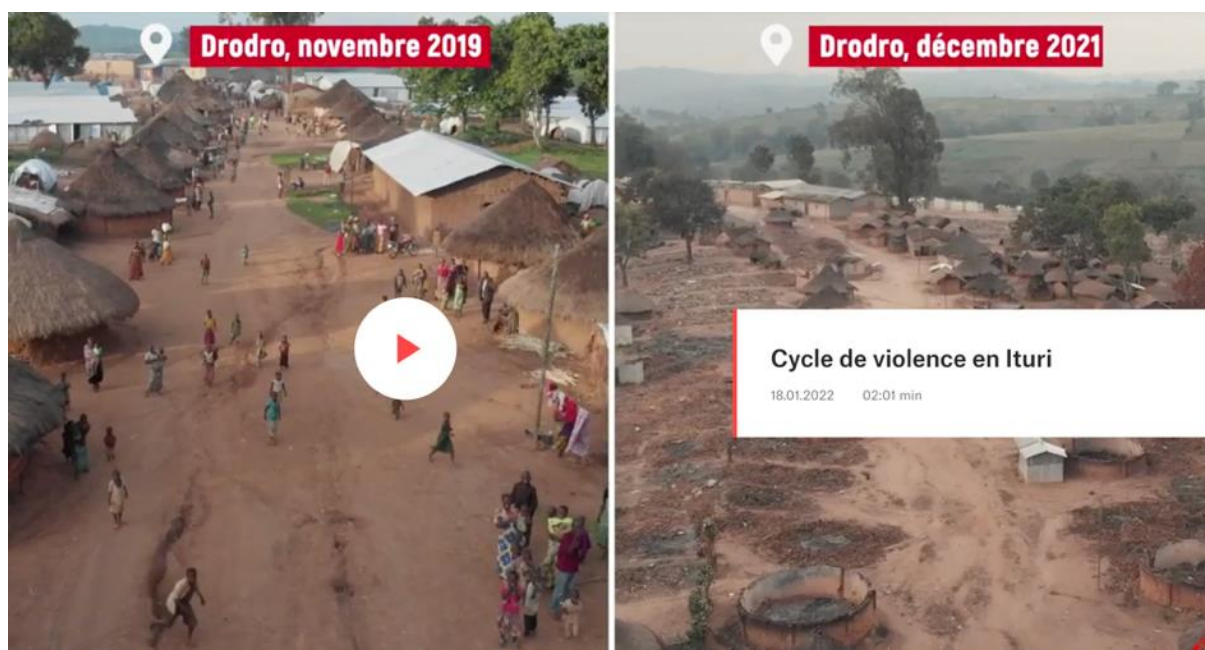 Drodro, novembre 2019
Drodro, décembre 2021
Cycle de violence en Ituri
18.01.2022 02:01 min